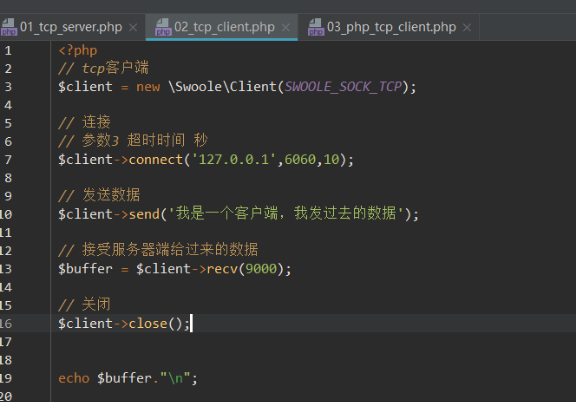 01_tcp_server.php × 02_tcp_client.php × 03_php_tcp_client.php ×
1 <?php
2 // tcp客户端
3 $client = new \Swoole\Client(SWOOLE_SOCK_TCP);
4
5 // 连接
6 // 参数3 超时时间 秒
7 $client->connect('127.0.0.1',6060,10);
8
9 // 发送数据
10 $client->send('我是一个客户端，我发过去的数据');
11
12 // 接受服务器端给过来的数据
13 $buffer = $client->recv(9000);
14
15 // 关闭
16 $client->close();
17
18
19 echo $buffer."\n";
20